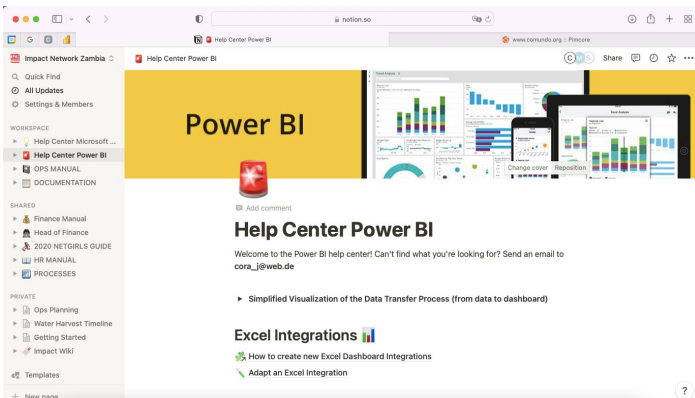 notion.so
Help Center Power BI
www.comundo.org :: Pimcore
Impact Network Zambia
Help Center Power BI
Share
Quick Find
All Updates
Settings & Members
WORKSPACE
Help Center Microsoft ...
Help Center Power BI
OPS MANUAL
DOCUMENTATION
SHARED
Finance Manual
Head of Finance
2020 NETGIRLS GUIDE
HR MANUAL
PROCESSES
PRIVATE
Ops Planning
Water Harvest Timeline
Getting Started
Impact Wiki
Templates
New page
Power BI
Change cover Reposition
Add comment
Help Center Power BI
Welcome to the Power BI help center! Can't find what you're looking for? Send an email to
cora_j@web.de
Simplified Visualization of the Data Transfer Process (from data to dashboard)
Excel Integrations
How to create new Excel Dashboard Integrations
Adapt an Excel Integration
?